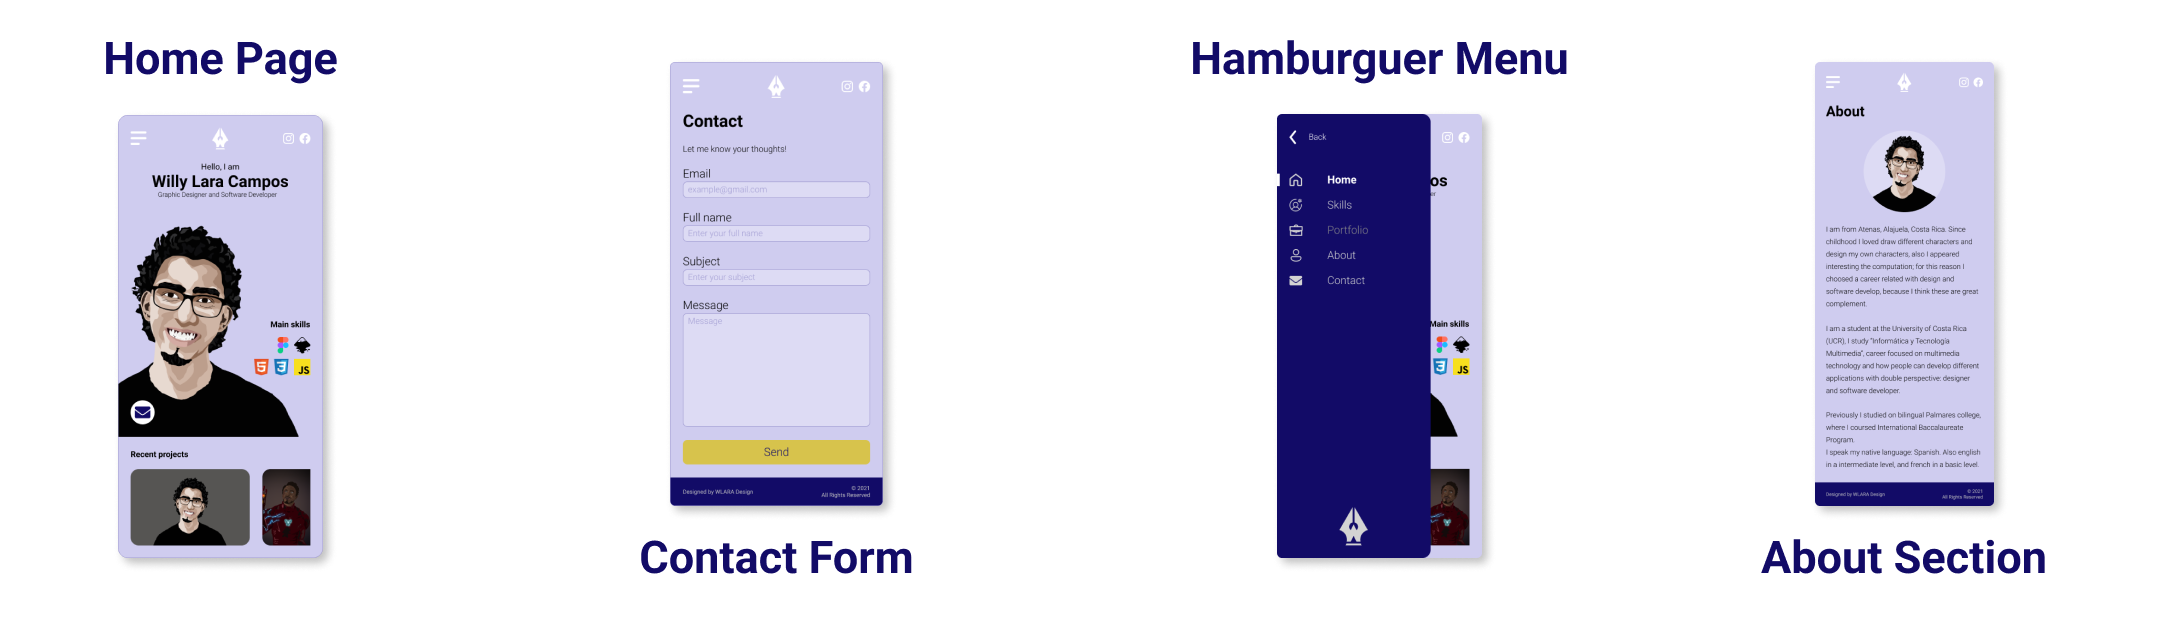 Home Page
Hello, I am
Willy Lara Campos
Graphic Designer and Software Developer
Main skills
5
3
JS
Recent projects
Contact
Let me know your thoughts!
Email
example@gmail.com
Full name
Enter your full name
Subject
Enter your subject
Message
Message
Send
Designed by WLARA Design
© 2021
All Rights Reserved
Contact Form
Hamburguer Menu
Back
Home
Skills
Portfolio
About
Contact
os
er
Main skills
3
JS
About
I am from Atenas, Alajuela, Costa Rica. Since
childhood I loved draw different characters and
design my own characters, also I appeared
interesting the computation; for this reason I
choosed a career related with design and
software develop, because I think these are great
complement.
I am a student at the University of Costa Rica
(UCR), I study "Informática y Tecnología
Multimedia", career focused on multimedia
technology and how people can develop different
applications with double perspective: designer
and software developer.
Previously I studied on bilingual Palmares college,
where I coursed International Baccalaureate
Program.
I speak my native language: Spanish. Also english
in a intermediate level, and french in a basic level.
Designed by WLARA Design
© 2021
All Rights Reserved
About Section